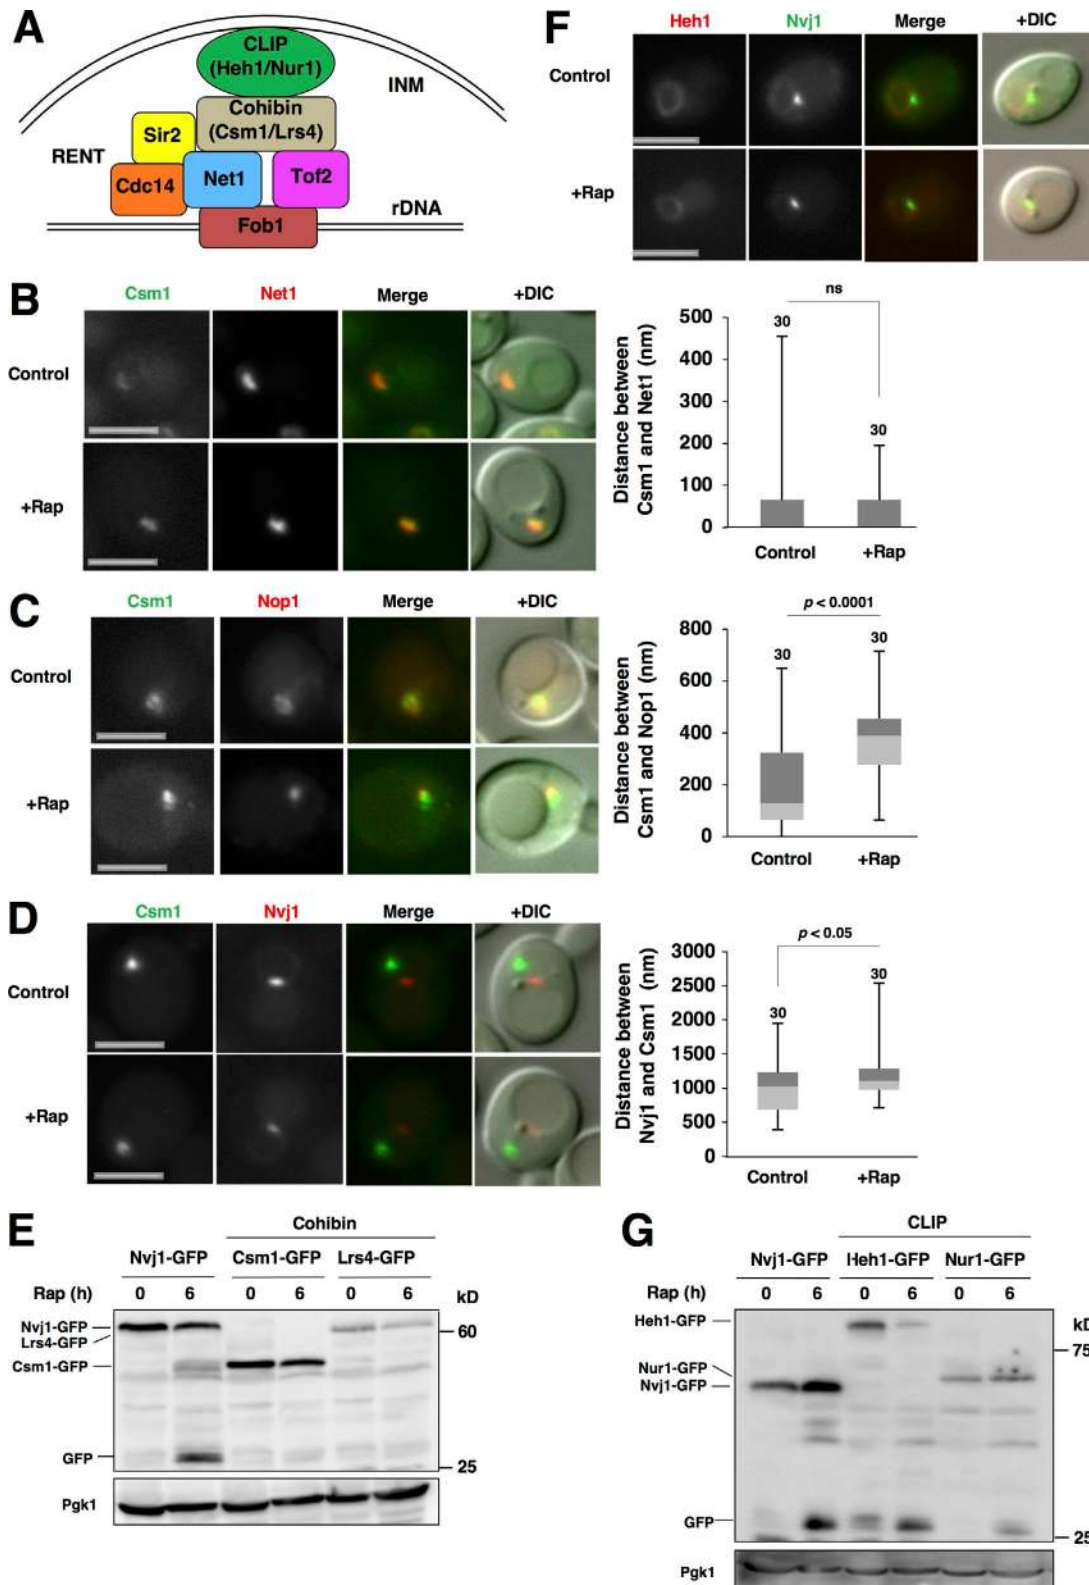 A
CLIP
(Heh1/Nur1)
INM
Cohibin
(Csm1/Lrs4)
Sir2
RENT
Cdc14
Net1
Tof2
rDNA
Fob1
B
Csm1 Net1 Merge +DIC
Control
+Rap
Distance between
Csm1 and Net1 (nm)
500
400
300
200
100
0
ns
30
30
Control +Rap
C
Csm1 Nop1 Merge +DIC
Control
+Rap
Distance between
Csm1 and Nop1 (nm)
800
600
400
200
0
p < 0.0001
30
30
Control +Rap
D
Csm1 Nvj1 Merge +DIC
Control
+Rap
Distance between
Nvj1 and Csm1 (nm)
3000
2500
2000
1500
1000
500
0
p < 0.05
30
30
Control +Rap
E
Cohibin
Nvj1-GFP Csm1-GFP Lrs4-GFP
Rap (h) 0 6 0 6 0 6 kD
Nvj1-GFP
Lrs4-GFP
Csm1-GFP
GFP
60
25
Pgk1
F
Heh1 Nvj1 Merge +DIC
Control
+Rap
G
CLIP
Nvj1-GFP Heh1-GFP Nur1-GFP
Rap (h) 0 6 0 6 0 6
Heh1-GFP
kD
75
Nur1-GFP
Nvj1-GFP
GFP
25
Pgk1